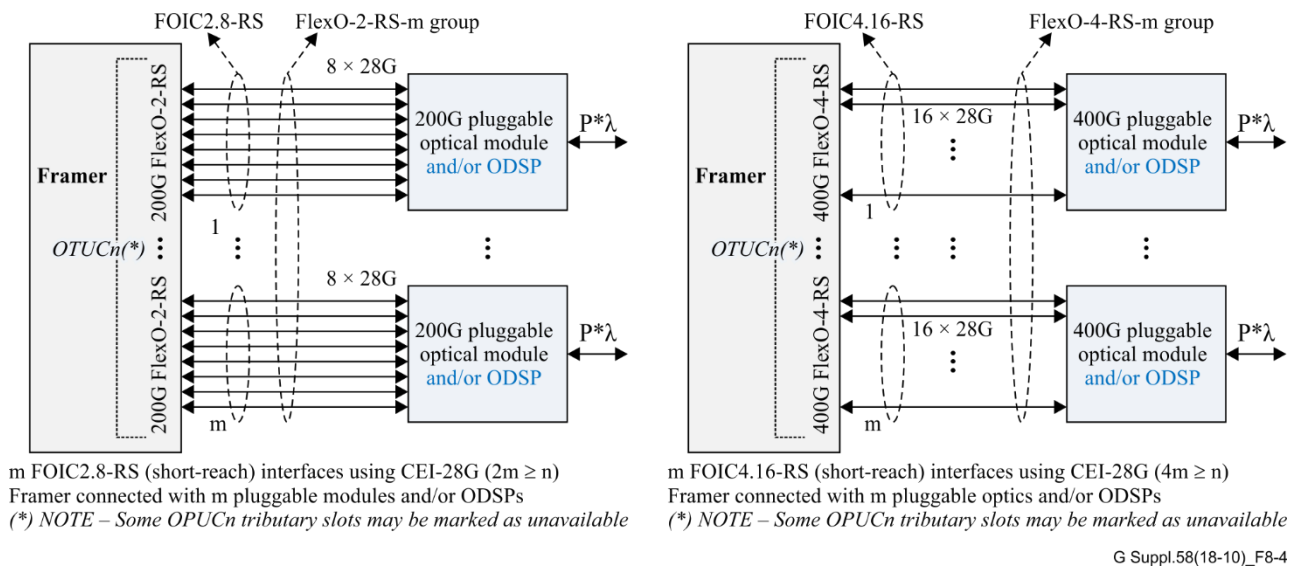 FOIC2.8-RS
FlexO-2-RS-m group
8 × 28G
200G FlexO-2-RS
200G pluggable
optical module
and/or ODSP
P*λ
Framer
1
OTUCn(*)
8 × 28G
200G FlexO-2-RS
200G pluggable
optical module
and/or ODSP
P*λ
m
m FOIC2.8-RS (short-reach) interfaces using CEI-28G (2m ≥ n)
Framer connected with m pluggable modules and/or ODSPs
(*) NOTE – Some OPUCn tributary slots may be marked as unavailable
FOIC4.16-RS
FlexO-4-RS-m group
16 × 28G
400G FlexO-4-RS
400G pluggable
optical module
and/or ODSP
P*λ
Framer
1
OTUCn(*)
16 × 28G
400G FlexO-4-RS
400G pluggable
optical module
and/or ODSP
P*λ
m
m FOIC4.16-RS (short-reach) interfaces using CEI-28G (4m ≥ n)
Framer connected with m pluggable optics and/or ODSPs
(*) NOTE – Some OPUCn tributary slots may be marked as unavailable
G Suppl.58(18-10)_F8-4